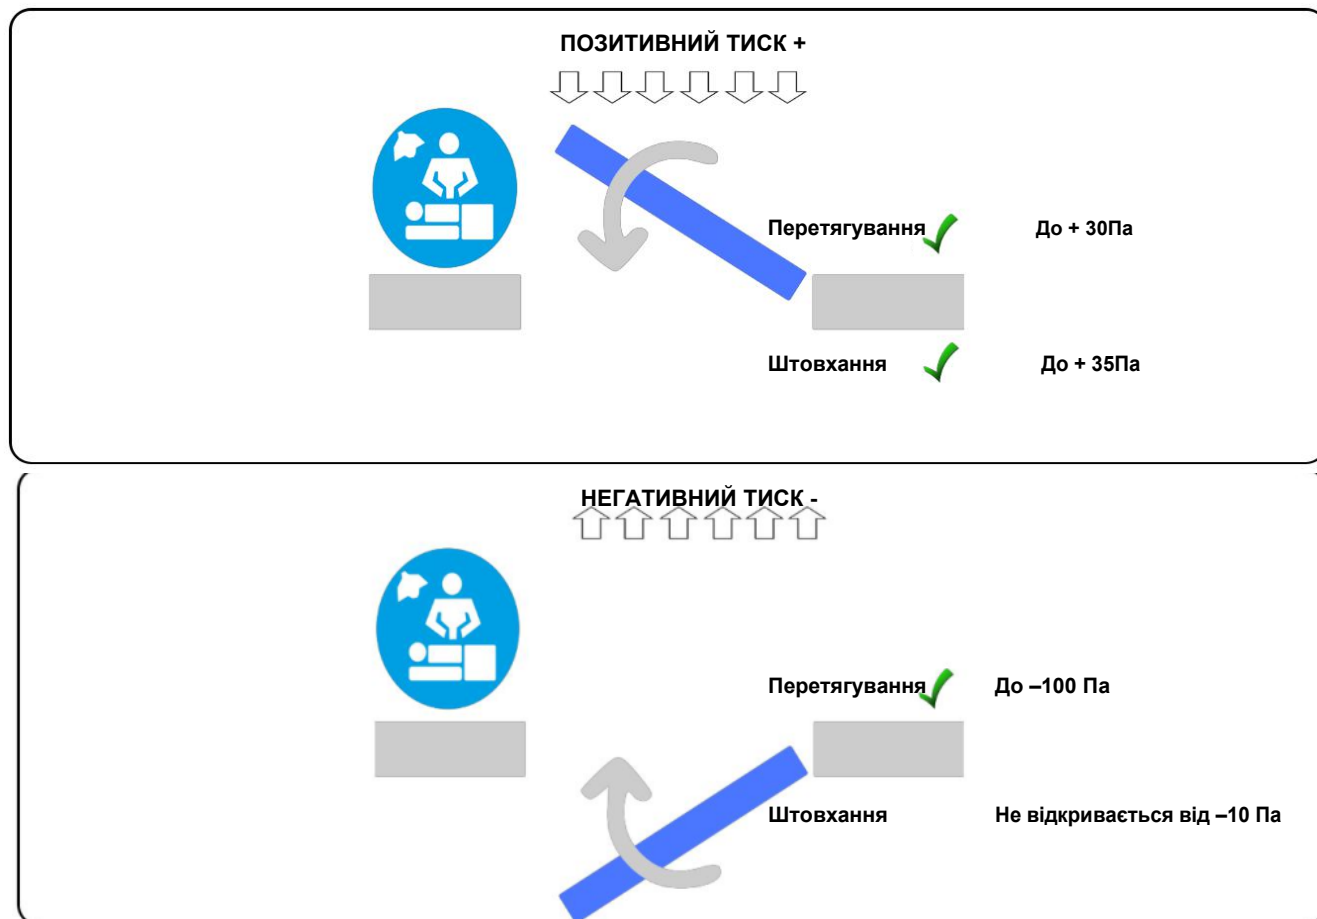 ПОЗИТИВНИЙ ТИСК +
Перетягування До + 30Па
Штовхання До + 35Па
НЕГАТИВНИЙ ТИСК -
Перетягування До –100 Па
Штовхання Не відкривається від –10 Па